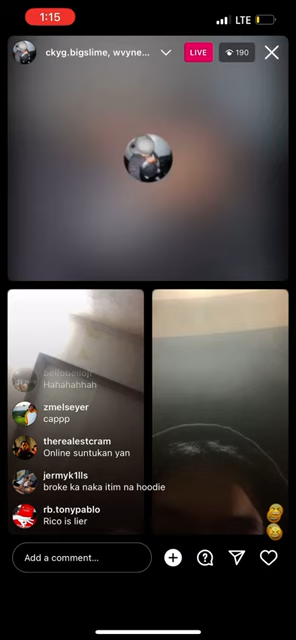 1:15
LTE
ckyg.bigslime, wvyne...
LIVE
190
Hahahahhah
zmelseyer
cappp
therealestcram
Online suntukan yan
jermyk1lls
broke ka naka itim na hoodie
rb.tonypablo
Rico is lier
Add a comment...